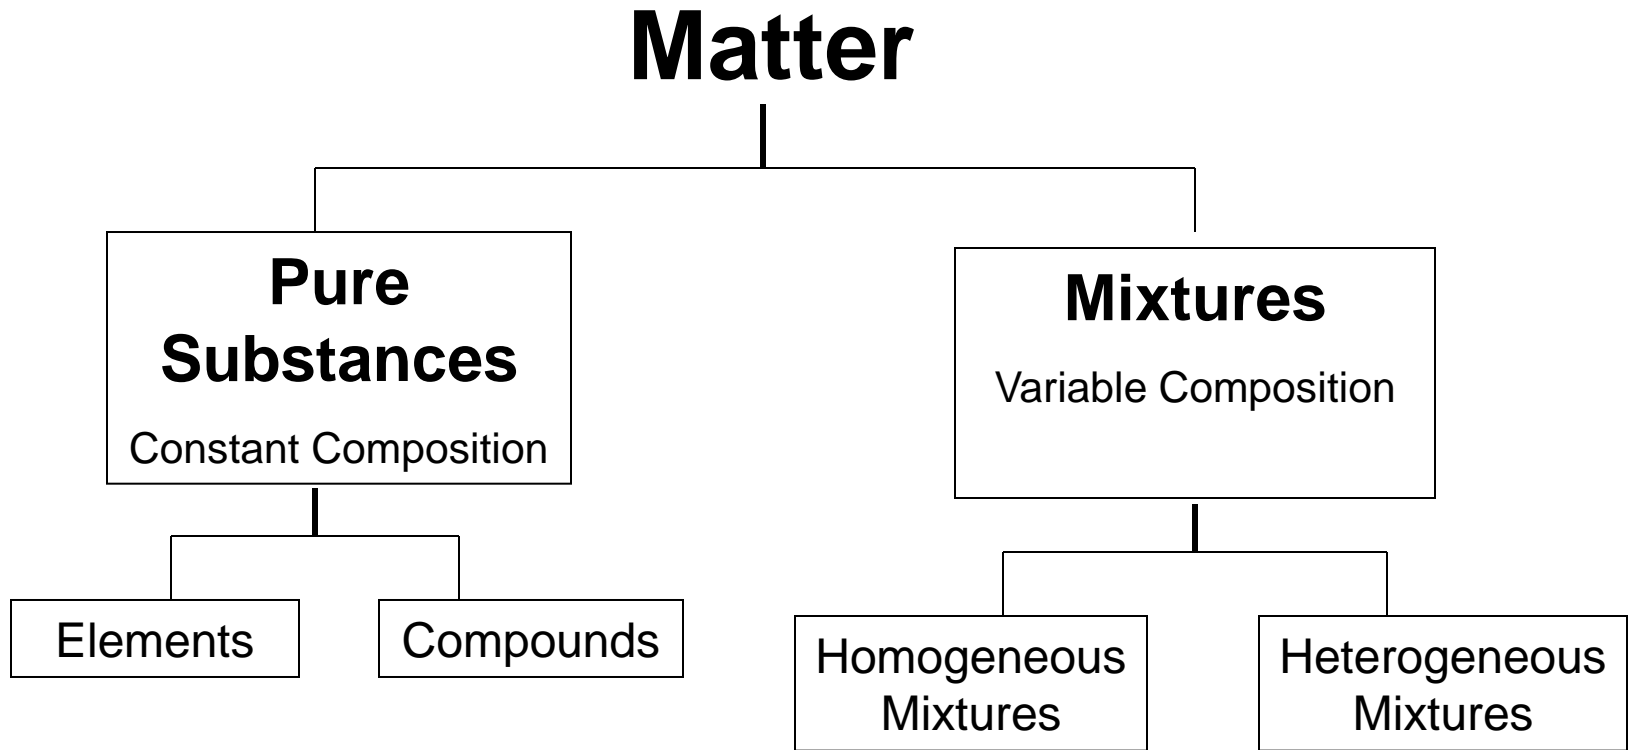 Matter
Pure
Substances
Constant Composition
Mixtures
Variable Composition
Elements
Compounds
Homogeneous
Mixtures
Heterogeneous
Mixtures